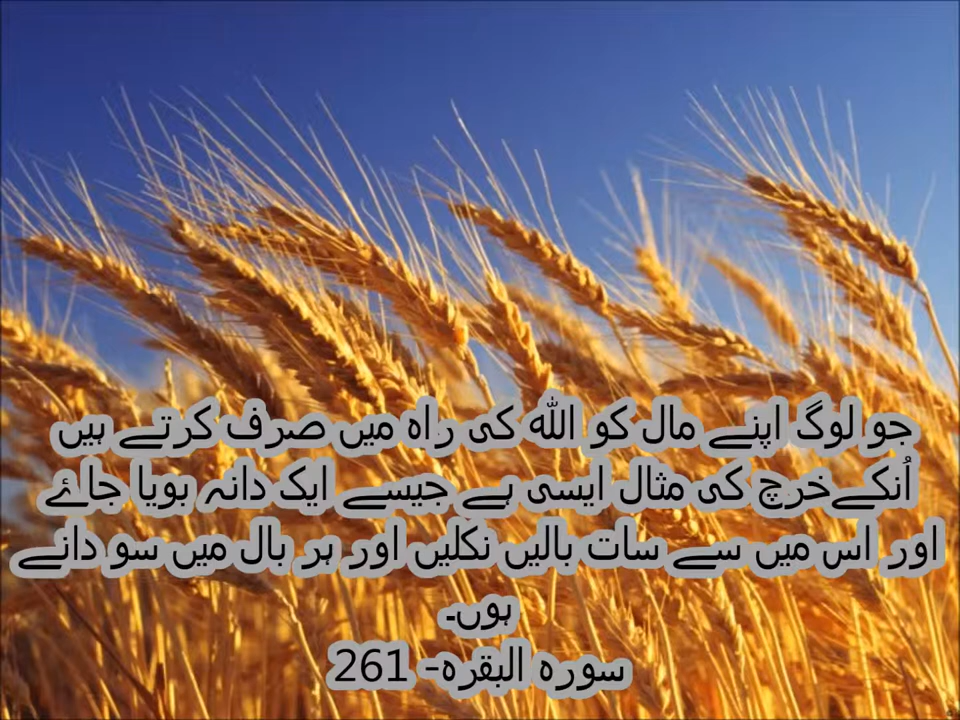 جو لوگ اپنے مال کو اللہ کی راہ میں صرف کرتے ہیں
اُنکےخرچ کی مثال ایسی ہے جیسے ایک دانہ بویا جاۓ
اور اس میں سے سات بالیں نکلیں اور ہر بال میں سو دانے
ہوں۔
سورہ البقرہ- 261